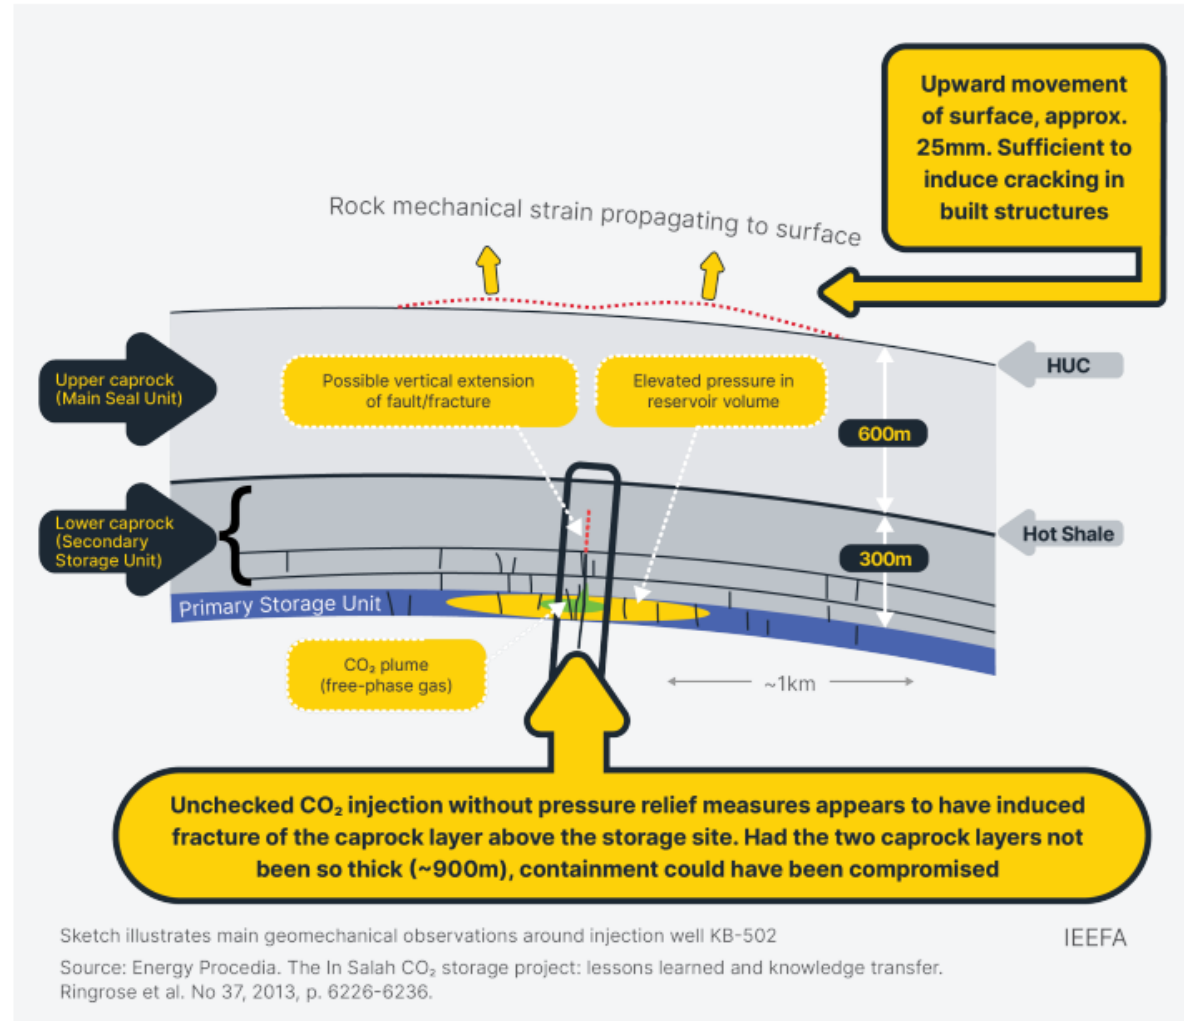 Upward movement
of surface, approx.
25mm. Sufficient to
induce cracking in
built structures
Rock mechanical strain propagating to surface
Upper caprock
(Main Seal Unit)
Possible vertical extension
of fault/fracture
Elevated pressure in
reservoir volume
HUC
600m
Lower caprock
(Secondary
Storage Unit)
{
Hot Shale
300m
Primary Storage Unit
CO₂ plume
(free-phase gas)
~1km
Unchecked CO₂ injection without pressure relief measures appears to have induced
fracture of the caprock layer above the storage site. Had the two caprock layers not
been so thick (~900m), containment could have been compromised
Sketch illustrates main geomechanical observations around injection well KB-502
IEEFA
Source: Energy Procedia. The In Salah CO₂ storage project: lessons learned and knowledge transfer.
Ringrose et al. No 37, 2013, p. 6226-6236.